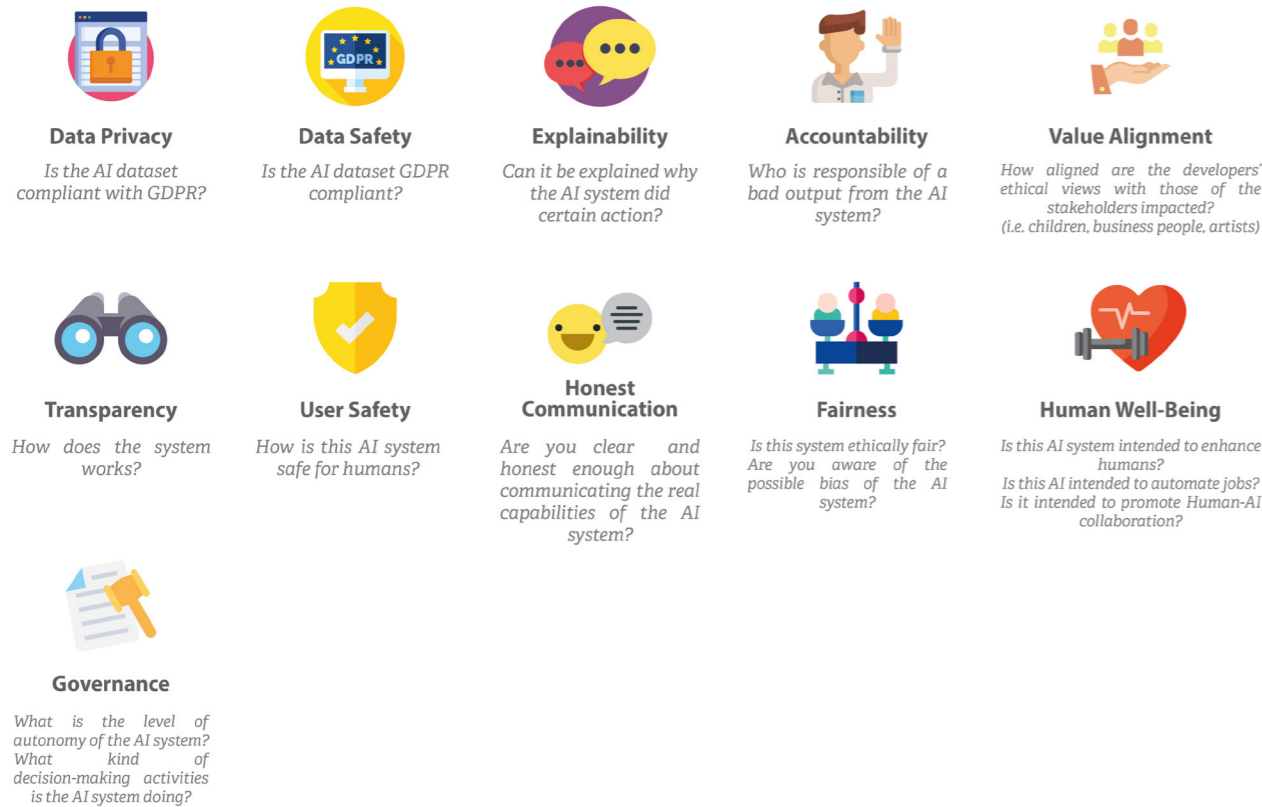 GDPR
Data Privacy
Is the AI dataset
compliant with GDPR?
Data Safety
Is the AI dataset GDPR
compliant?
Explainability
Can it be explained why
the AI system did
certain action?
Accountability
Who is responsible of a
bad output from the AI
system?
Value Alignment
How aligned are the developers'
ethical views with those of the
stakeholders impacted?
(i.e. children, business people, artists)
Transparency
How does the system
works?
User Safety
How is this AI system
safe for humans?
Honest
Communication
Are you clear and
honest enough about
communicating the real
capabilities of the AI
system?
Fairness
Is this system ethically fair?
Are you aware of the
possible bias of the AI
system?
Human Well-Being
Is this AI system intended to enhance
humans?
Is this AI intended to automate jobs?
Is it intended to promote Human-AI
collaboration?
Governance
What is the level of
autonomy of the AI system?
What kind of
decision-making activities
is the AI system doing?